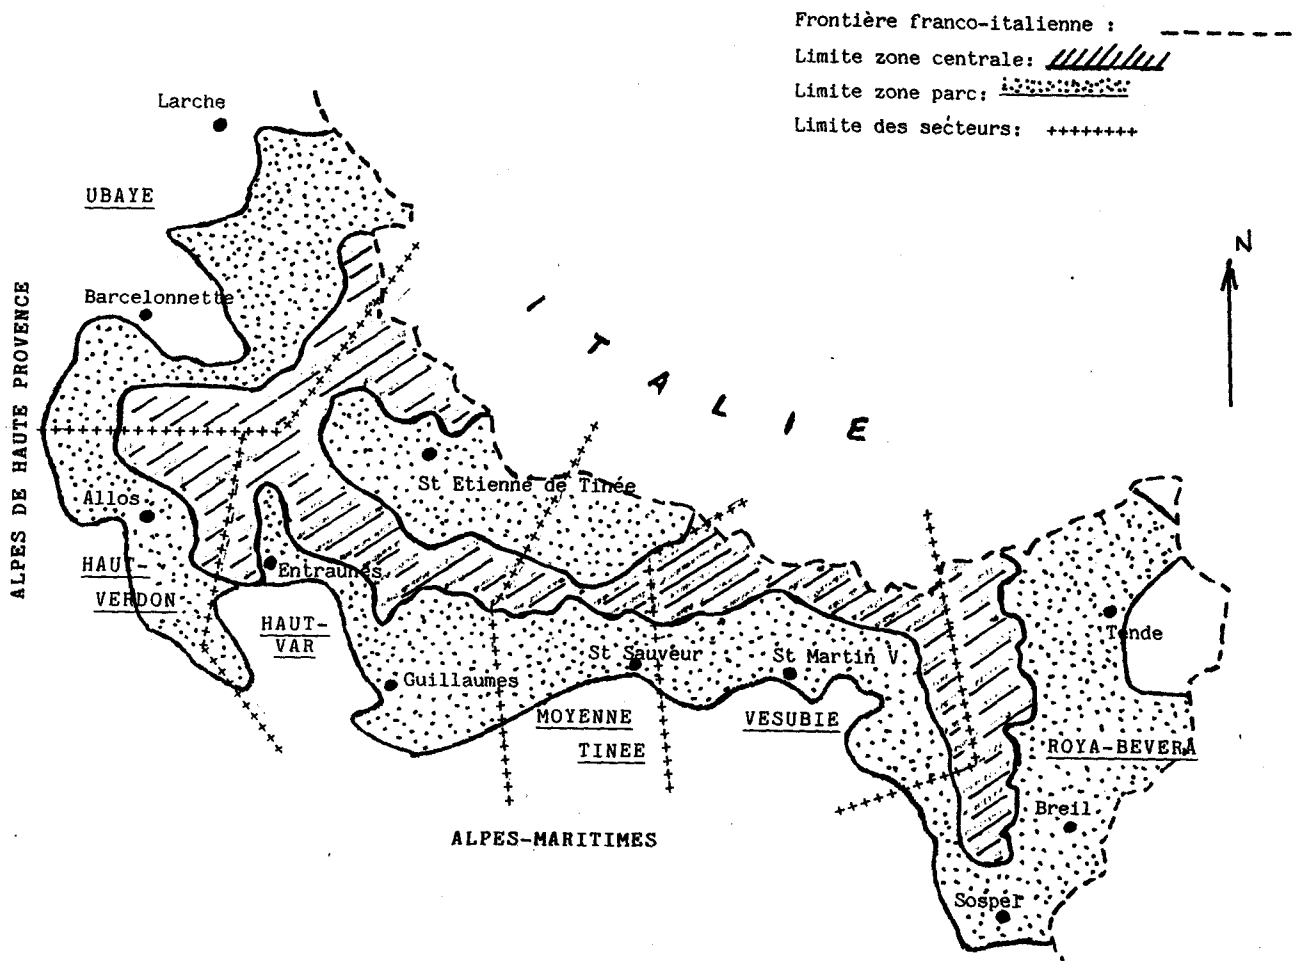 Frontière franco-italienne :
Limite zone centrale:
Limite zone parc:
Limite des secteurs: ++++++++
Larche
UBAYE
N
Barcelonnette
ALPES DE HAUTE PROVENCE
ITALIE
St Etienne de Tinée
Allos
HAUT-
VERDON
Entraunes
HAUT-
VAR
Tende
St Sauveur
St Martin V.
Guillaumes
MOYENNE
TINEE
VESUBIE
ROYA-BEVERA
Breil
ALPES-MARITIMES
Sospel